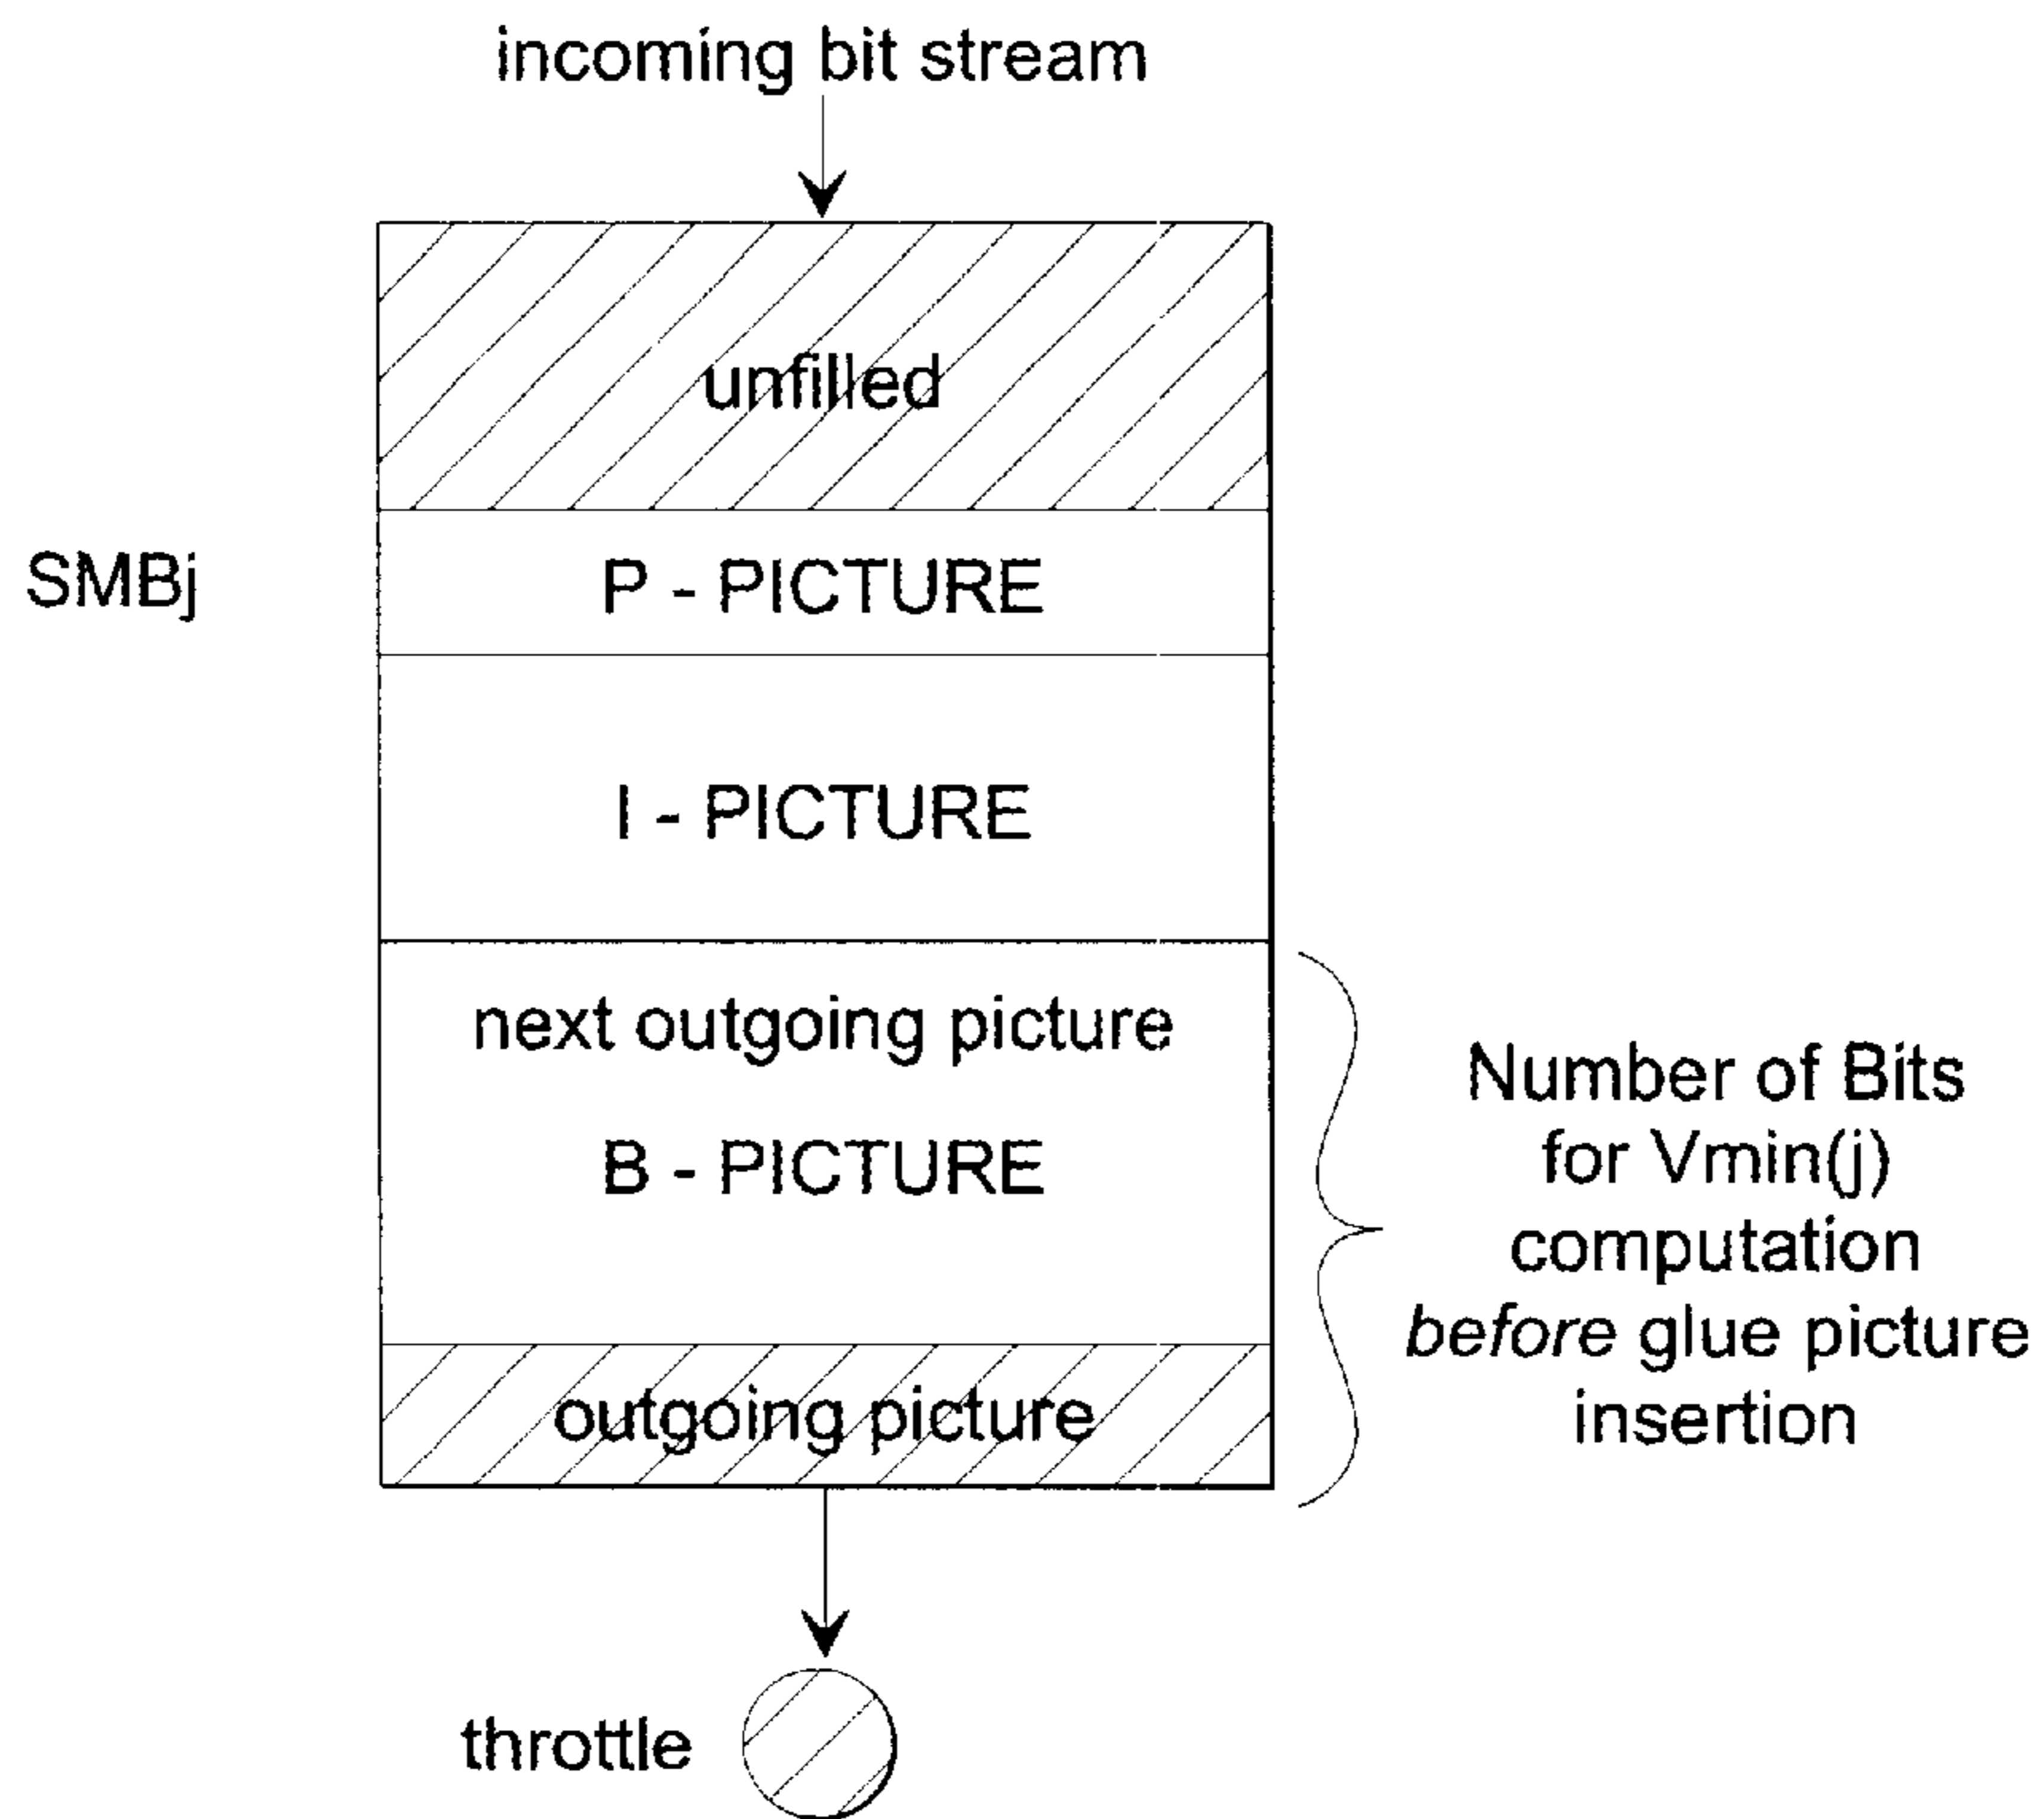 incoming bit stream
unfilled
SMBj
P - PICTURE
I - PICTURE
next outgoing picture
B - PICTURE
Number of Bits
for Vmin(j)
computation
before glue picture
insertion
outgoing picture
throttle